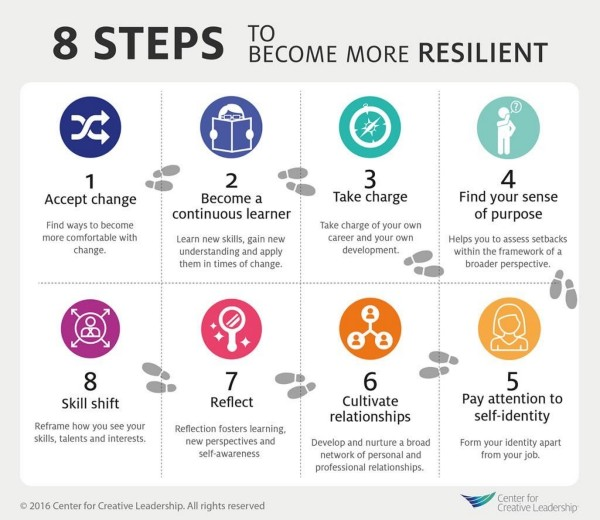 8 STEPS TO
BECOME MORE RESILIENT
1
Accept change
Find ways to become
more comfortable with
change.
2
Become a
continuous learner
Learn new skills, gain new
understanding and apply
them in times of change.
3
Take charge
Take charge of your own
career and your own
development.
?
4
Find your sense
of purpose
Helps you to assess setbacks
within the framework of a
broader perspective.
5
Pay attention to
self-identity
Form your identity apart
from your job.
6
Cultivate
relationships
Develop and nurture a broad
network of personal and
professional relationships.
7
Reflect
Reflection fosters learning,
new perspectives and
self-awareness
8
Skill shift
Reframe how you see your
skills, talents and interests.
© 2016 Center for Creative Leadership. All rights reserved
Center for
Creative Leadership